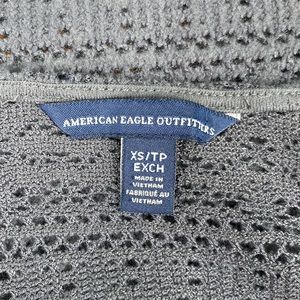 AMERICAN EAGLE OUTFITTERS
XS/TP
EXCH
MADE IN
VIETNAM
FABRIQUÉ AU
VIETNAM